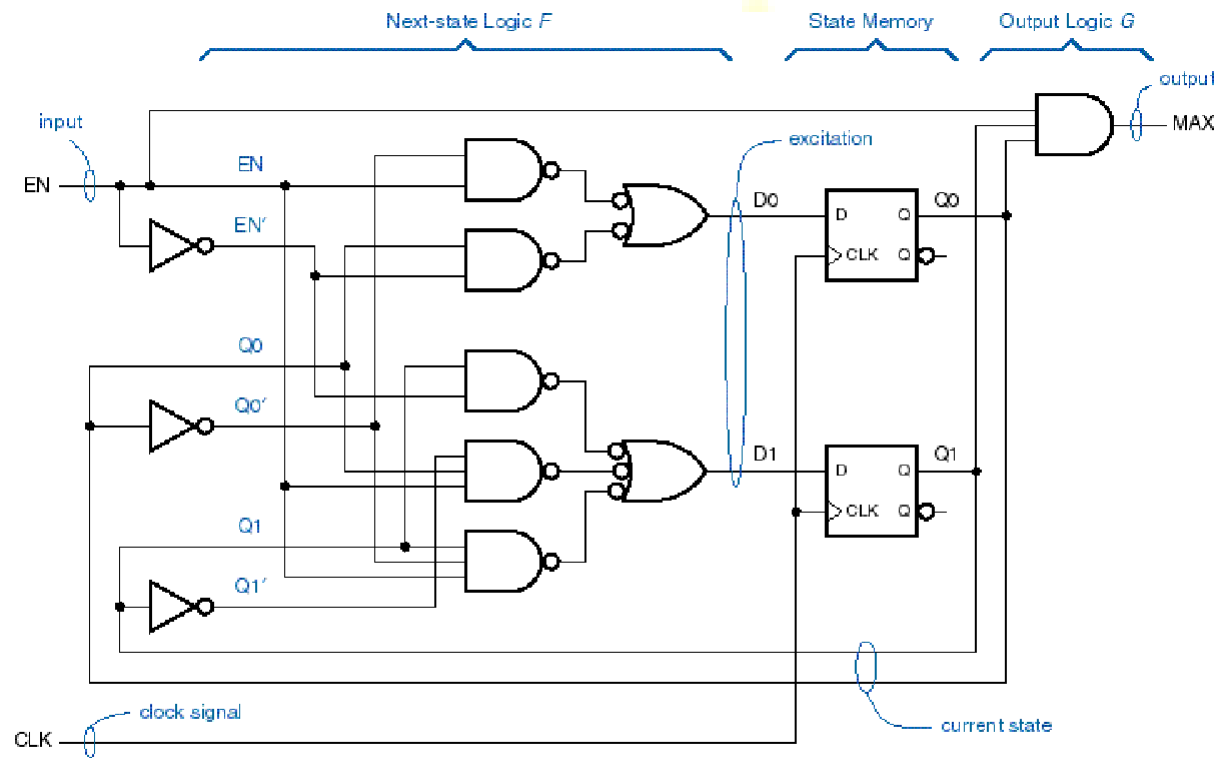 Next-state Logic F
State Memory
Output Logic G
output
input
MAX
excitation
EN
EN
EN′
D0
Q0
D Q
CLK Q
Q0
Q0′
D1
Q1
D Q
CLK Q
Q1
Q1′
clock signal
current state
CLK